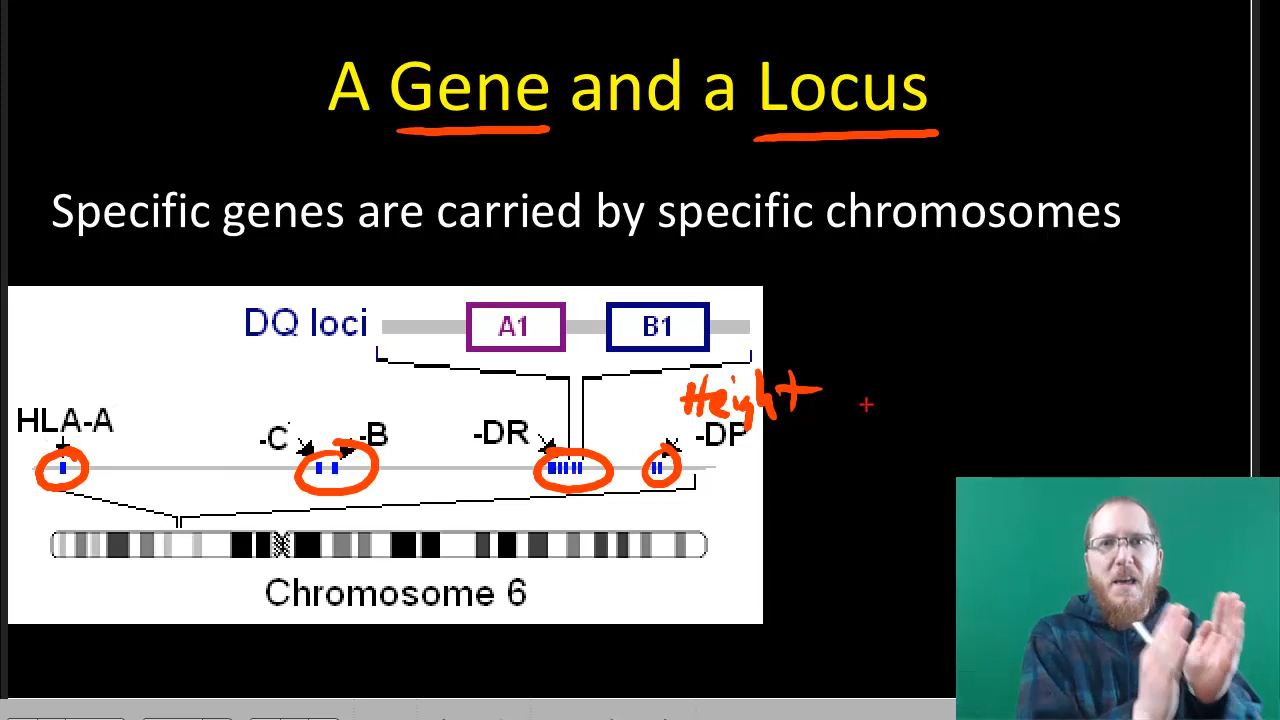 A Gene and a Locus
Specific genes are carried by specific chromosomes
DQ loci A1 B1
Height
HLA-A -C -B -DR -DP
Chromosome 6